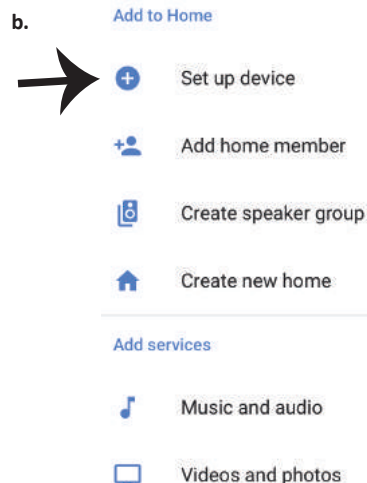 b.
Add to Home
Set up device
Add home member
Create speaker group
Create new home
Add services
Music and audio
Videos and photos